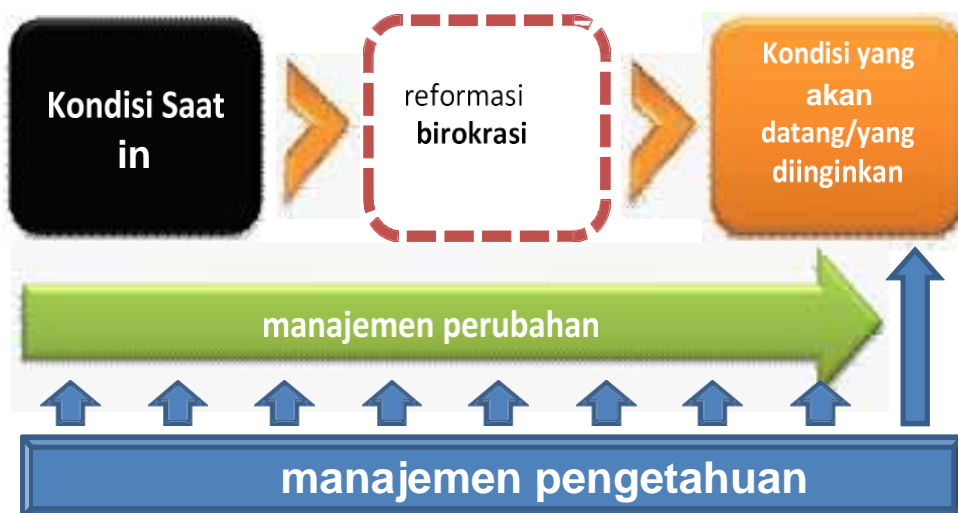 Kondisi Saat
in
reformasi
birokrasi
Kondisi yang
akan
datang/yang
diinginkan
manajemen perubahan
manajemen pengetahuan